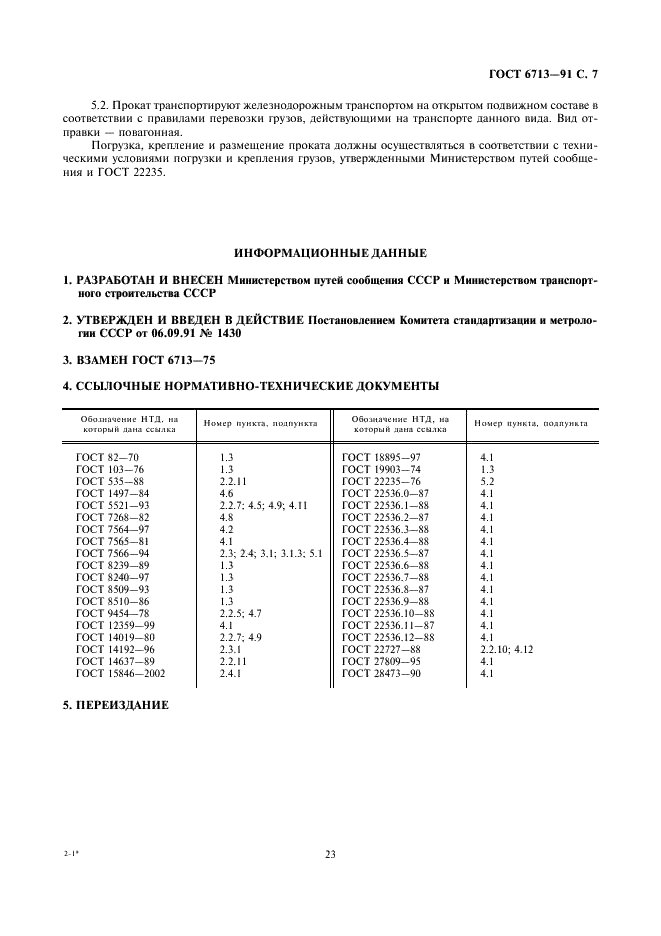 ГОСТ 6713—91 С. 7
5.2. Прокат транспортируют железнодорожным транспортом на открытом подвижном составе в
соответствии с правилами перевозки грузов, действующими на транспорте данного вида. Вид от-
правки — повагонная.
Погрузка, крепление и размещение проката должны осуществляться в соответствии с техни-
ческими условиями погрузки и крепления грузов, утвержденными Министерством путей сообще-
ния и ГОСТ 22235.
ИНФОРМАЦИОННЫЕ ДАННЫЕ
1. РАЗРАБОТАН И ВНЕСЕН Министерством путей сообщения СССР и Министерством транспорт-
ного строительства СССР
2. УТВЕРЖДЕН И ВВЕДЕН В ДЕЙСТВИЕ Постановлением Комитета стандартизации и метроло-
гии СССР от 06.09.91 № 1430
3. ВЗАМЕН ГОСТ 6713—75
4. ССЫЛОЧНЫЕ НОРМАТИВНО-ТЕХНИЧЕСКИЕ ДОКУМЕНТЫ
Обозначение НТД, на который дана ссылка Номер пункта, подпункта Обозначение НТД, на который дана ссылка Номер пункта, подпункта
ГОСТ 82—70 1.3 ГОСТ 18895—97 4.1
ГОСТ 103—76 1.3 ГОСТ 19903—74 1.3
ГОСТ 535—88 2.2.11 ГОСТ 22235—76 5.2
ГОСТ 1497—84 4.6 ГОСТ 22536.0—87 4.1
ГОСТ 5521—93 2.2.7; 4.5; 4.9; 4.11 ГОСТ 22536.1—88 4.1
ГОСТ 7268—82 4.8 ГОСТ 22536.2—87 4.1
ГОСТ 7564—97 4.2 ГОСТ 22536.3—88 4.1
ГОСТ 7565—81 4.1 ГОСТ 22536.4—88 4.1
ГОСТ 7566—94 2.3; 2.4; 3.1; 3.1.3; 5.1 ГОСТ 22536.5—87 4.1
ГОСТ 8239—89 1.3 ГОСТ 22536.6—88 4.1
ГОСТ 8240—97 1.3 ГОСТ 22536.7—88 4.1
ГОСТ 8509—93 1.3 ГОСТ 22536.8—87 4.1
ГОСТ 8510—86 1.3 ГОСТ 22536.9—88 4.1
ГОСТ 9454—78 2.2.5; 4.7 ГОСТ 22536.10—88 4.1
ГОСТ 12359—99 4.1 ГОСТ 22536.11—87 4.1
ГОСТ 14019—80 2.2.7; 4.9 ГОСТ 22536.12—88 4.1
ГОСТ 14192—96 2.3.1 ГОСТ 22727—88 2.2.10; 4.12
ГОСТ 14637—89 2.2.11 ГОСТ 27809—95 4.1
ГОСТ 15846—2002 2.4.1 ГОСТ 28473—90 4.1
5. ПЕРЕИЗДАНИЕ
2–1*
23